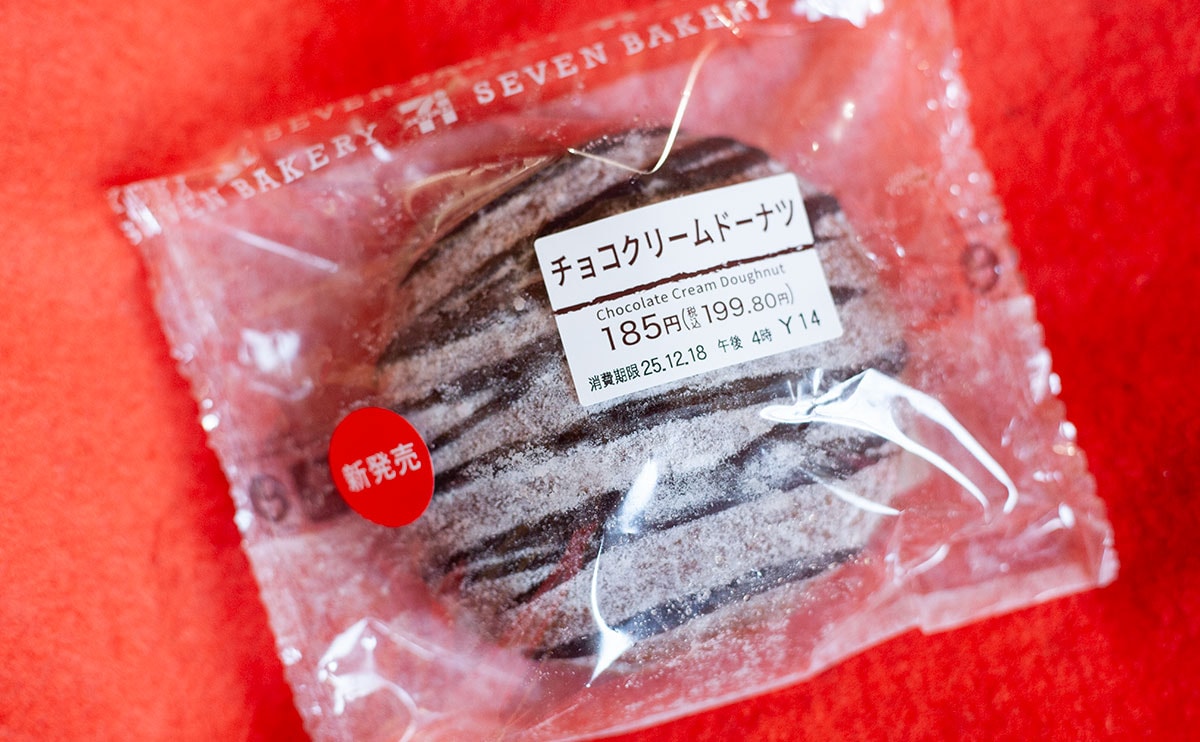 SEVEN BAKERY
SEVEN BAKERY
チョコクリームドーナツ
Chocolate Cream Doughnut
185円(税込199.80円)
消費期限25.12.18 午後 4時 Y14
新発売